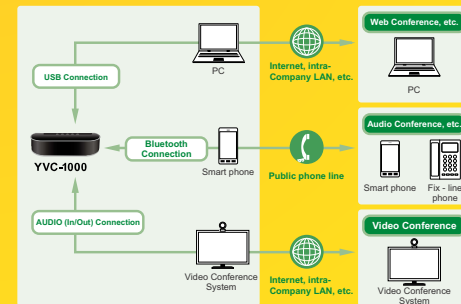 Web Conference, etc.
USB Connection
PC
Internet, intra-
Company LAN, etc.
PC
Audio Conference, etc.
Bluetooth
Connection
YVC-1000
Smart phone
Public phone line
Smart phone
Fix - line
phone
AUDIO (In/Out) Connection
Video Conference
Video Conference
System
Internet, intra-
Company LAN, etc.
Video Conference
System